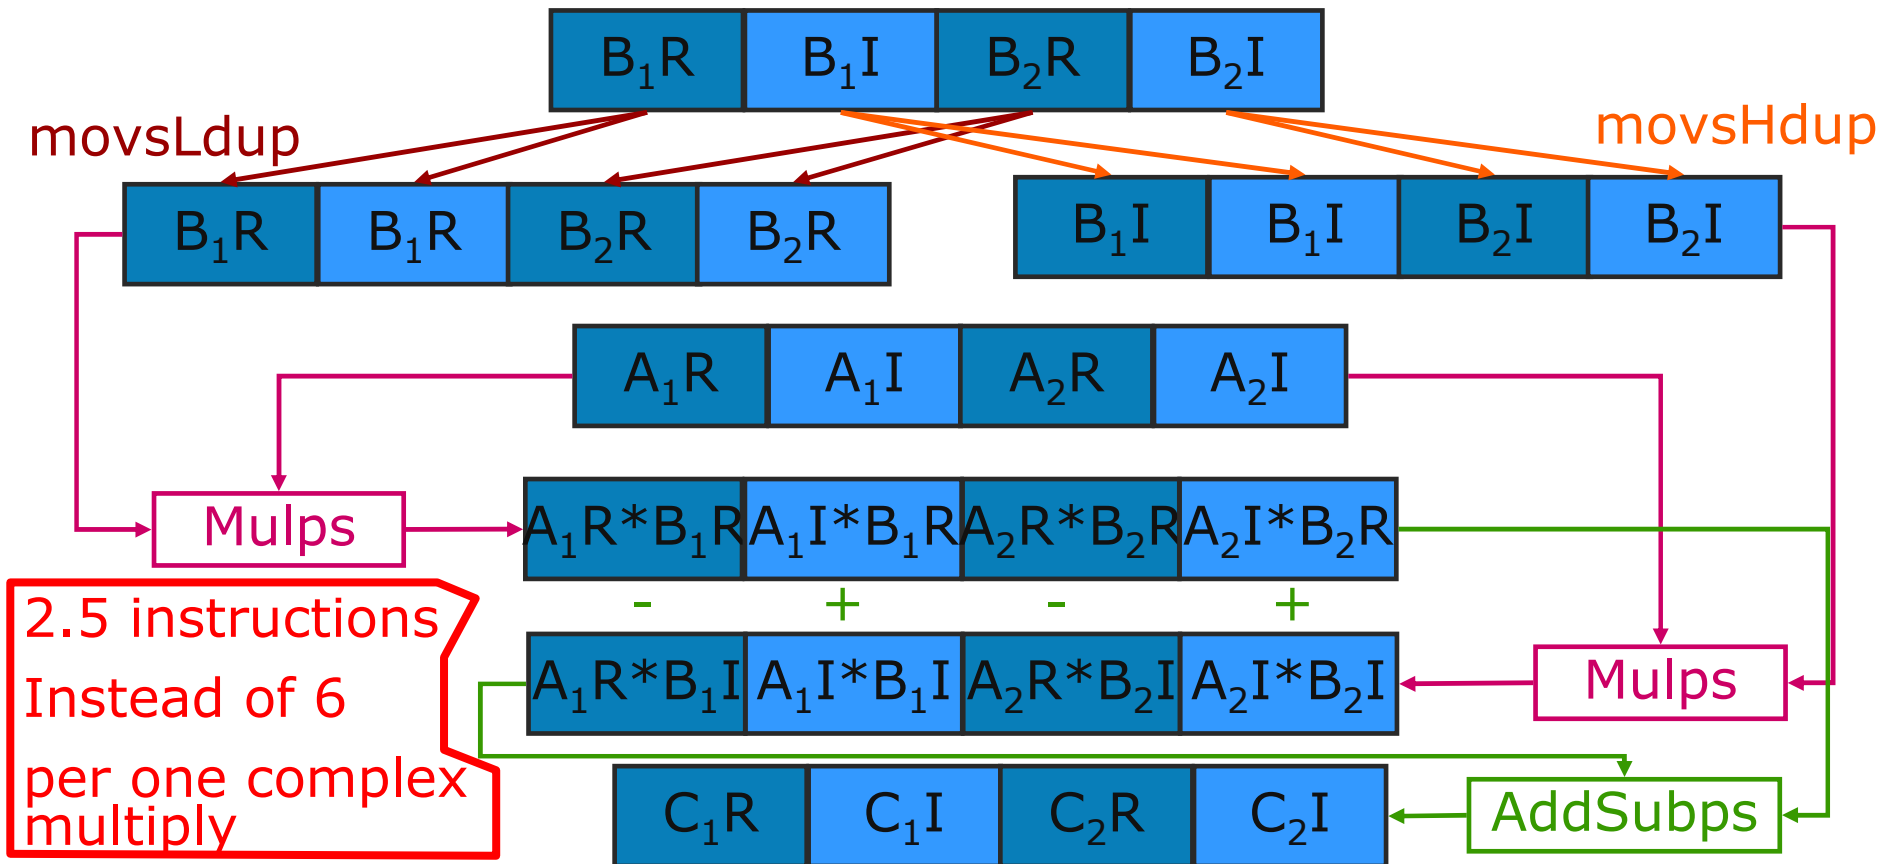 B₁R B₁I B₂R B₂I
movsLdup movsHdup
B₁R B₁R B₂R B₂R B₁I B₁I B₂I B₂I
A₁R A₁I A₂R A₂I
Mulps A₁R*B₁R A₁I*B₁R A₂R*B₂R A₂I*B₂R
- + - +
A₁R*B₁I A₁I*B₁I A₂R*B₂I A₂I*B₂I Mulps
C₁R C₁I C₂R C₂I AddSubps
2.5 instructions
Instead of 6
per one complex
multiply